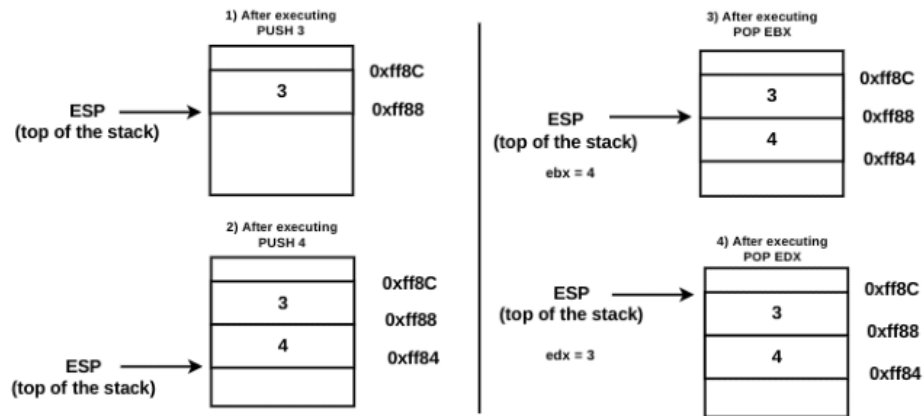 1) After executing
PUSH 3
3
0xff8C
0xff88
ESP
(top of the stack)
2) After executing
PUSH 4
3
4
0xff8C
0xff88
0xff84
ESP
(top of the stack)
3) After executing
POP EBX
3
4
0xff8C
0xff88
0xff84
ESP
(top of the stack)
ebx = 4
4) After executing
POP EDX
3
4
0xff8C
0xff88
0xff84
ESP
(top of the stack)
edx = 3